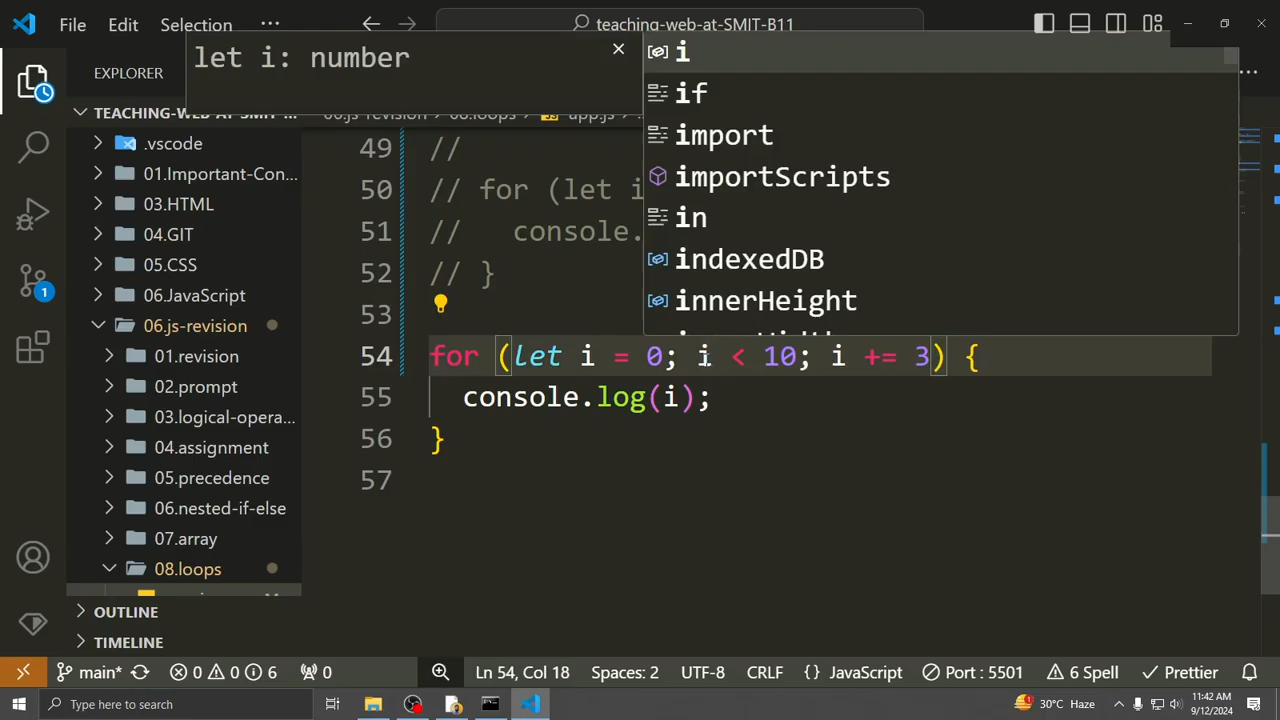 File Edit Selection ··· teaching-web-at-SMIT-B11
EXPLORER
TEACHING-WEB-AT-SMIT-...
.vscode
01.Important-Con...
03.HTML
04.GIT
05.CSS
06.JavaScript
06.js-revision
01.revision
02.prompt
03.logical-opera...
04.assignment
05.precedence
06.nested-if-else
07.array
08.loops
OUTLINE
TIMELINE
let i: number
i
if
import
importScripts
in
indexedDB
innerHeight
49 //
50 // for (let i
51 // console.
52 // }
53
54 for (let i = 0; i < 10; i += 3) {
55 console.log(i);
56 }
57
main* 0 0 6 0 Ln 54, Col 18 Spaces: 2 UTF-8 CRLF {} JavaScript Port : 5501 6 Spell Prettier
1
Type here to search 30°C Haze 11:42 AM
9/12/2024